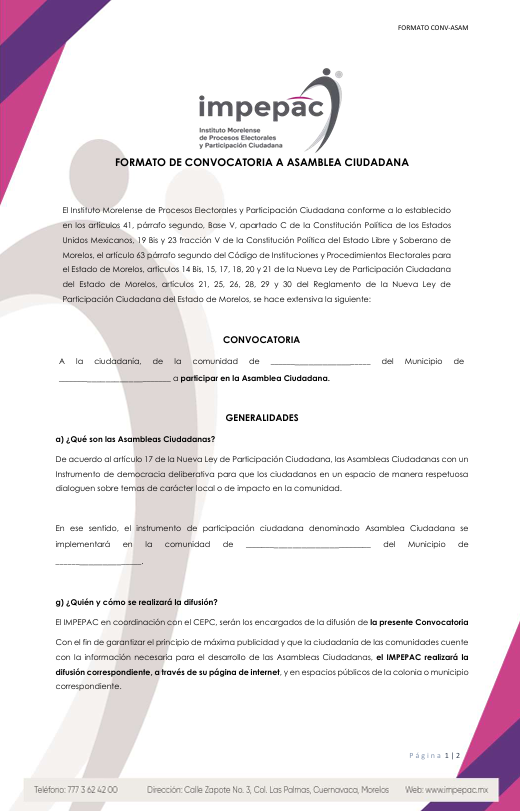 FORMATO CONV-ASAM
impepac ®
Instituto Morelense
de Procesos Electorales
y Participación Ciudadana
FORMATO DE CONVOCATORIA A ASAMBLEA CIUDADANA
El Instituto Morelense de Procesos Electorales y Participación Ciudadana conforme a lo establecido
en los artículos 41, párrafo segundo, Base V, apartado C de la Constitución Política de los Estados
Unidos Mexicanos, 19 Bis y 23 fracción V de la Constitución Política del Estado Libre y Soberano de
Morelos, el artículo 63 párrafo segundo del Código de Instituciones y Procedimientos Electorales para
el Estado de Morelos, artículos 14 Bis, 15, 17, 18, 20 y 21 de la Nueva Ley de Participación Ciudadana
del Estado de Morelos, artículos 21, 25, 26, 28, 29 y 30 del Reglamento de la Nueva Ley de
Participación Ciudadana del Estado de Morelos, se hace extensiva la siguiente:
CONVOCATORIA
A la ciudadanía, de la comunidad de ______________________ del Municipio de
________________________ a participar en la Asamblea Ciudadana.
GENERALIDADES
a) ¿Qué son las Asambleas Ciudadanas?
De acuerdo al artículo 17 de la Nueva Ley de Participación Ciudadana, las Asambleas Ciudadanas con un
Instrumento de democracia deliberativa para que los ciudadanos en un espacio de manera respetuosa
dialoguen sobre temas de carácter local o de impacto en la comunidad.
En ese sentido, el instrumento de participación ciudadana denominado Asamblea Ciudadana se
implementará en la comunidad de ___________________________ del Municipio de
___________________.
g) ¿Quién y cómo se realizará la difusión?
El IMPEPAC en coordinación con el CEPC, serán los encargados de la difusión de la presente Convocatoria
Con el fin de garantizar el principio de máxima publicidad y que la ciudadanía de las comunidades cuente
con la información necesaria para el desarrollo de las Asambleas Ciudadanas, el IMPEPAC realizará la
difusión correspondiente, a través de su página de internet, y en espacios públicos de la colonia o municipio
correspondiente.
Página 1 | 2
Teléfono: 777 3 62 42 00 Dirección: Calle Zapote No. 3, Col. Las Palmas, Cuernavaca, Morelos Web: www.impepac.mx